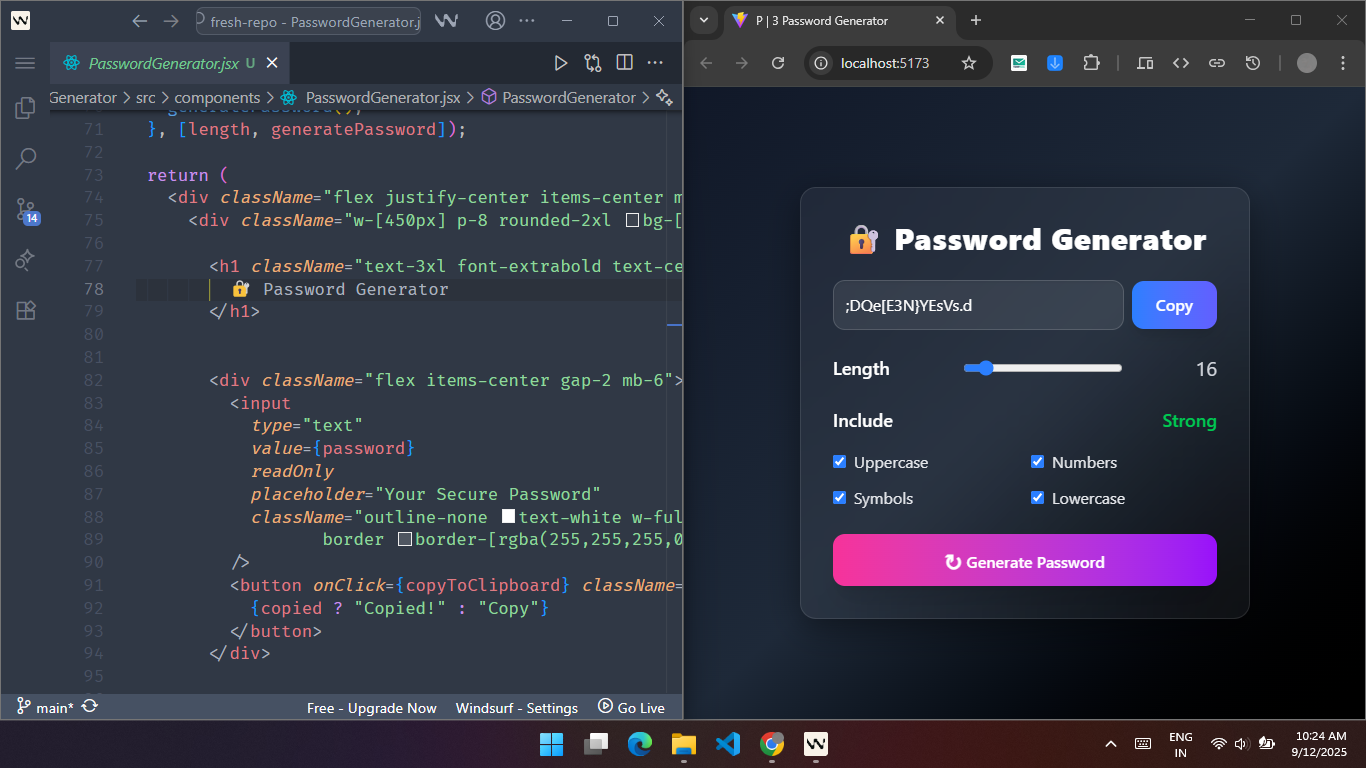 fresh-repo - PasswordGenerator.j
PasswordGenerator.jsx U
Generator > src > components > PasswordGenerator.jsx > PasswordGenerator >
71 }, [length, generatePassword]);
72
73 return (
74 <div className="flex justify-center items-center m
75 <div className="w-[450px] p-8 rounded-2xl bg-[
76
77 <h1 className="text-3xl font-extrabold text-ce
78 🔐 Password Generator
79 </h1>
80
81
82 <div className="flex items-center gap-2 mb-6">
83 <input
84 type="text"
85 value={password}
86 readOnly
87 placeholder="Your Secure Password"
88 className="outline-none text-white w-ful
89 border border-[rgba(255,255,255,0
90 />
91 <button onClick={copyToClipboard} className=
92 {copied ? "Copied!" : "Copy"}
93 </button>
94 </div>
95
14
main*
Free - Upgrade Now
Windsurf - Settings
Go Live
P | 3 Password Generator
localhost:5173
🔐 Password Generator
;DQe[E3N}YEsVs.d
Copy
Length
16
Include
Strong
Uppercase
Numbers
Symbols
Lowercase
↻ Generate Password
ENG
IN
10:24 AM
9/12/2025